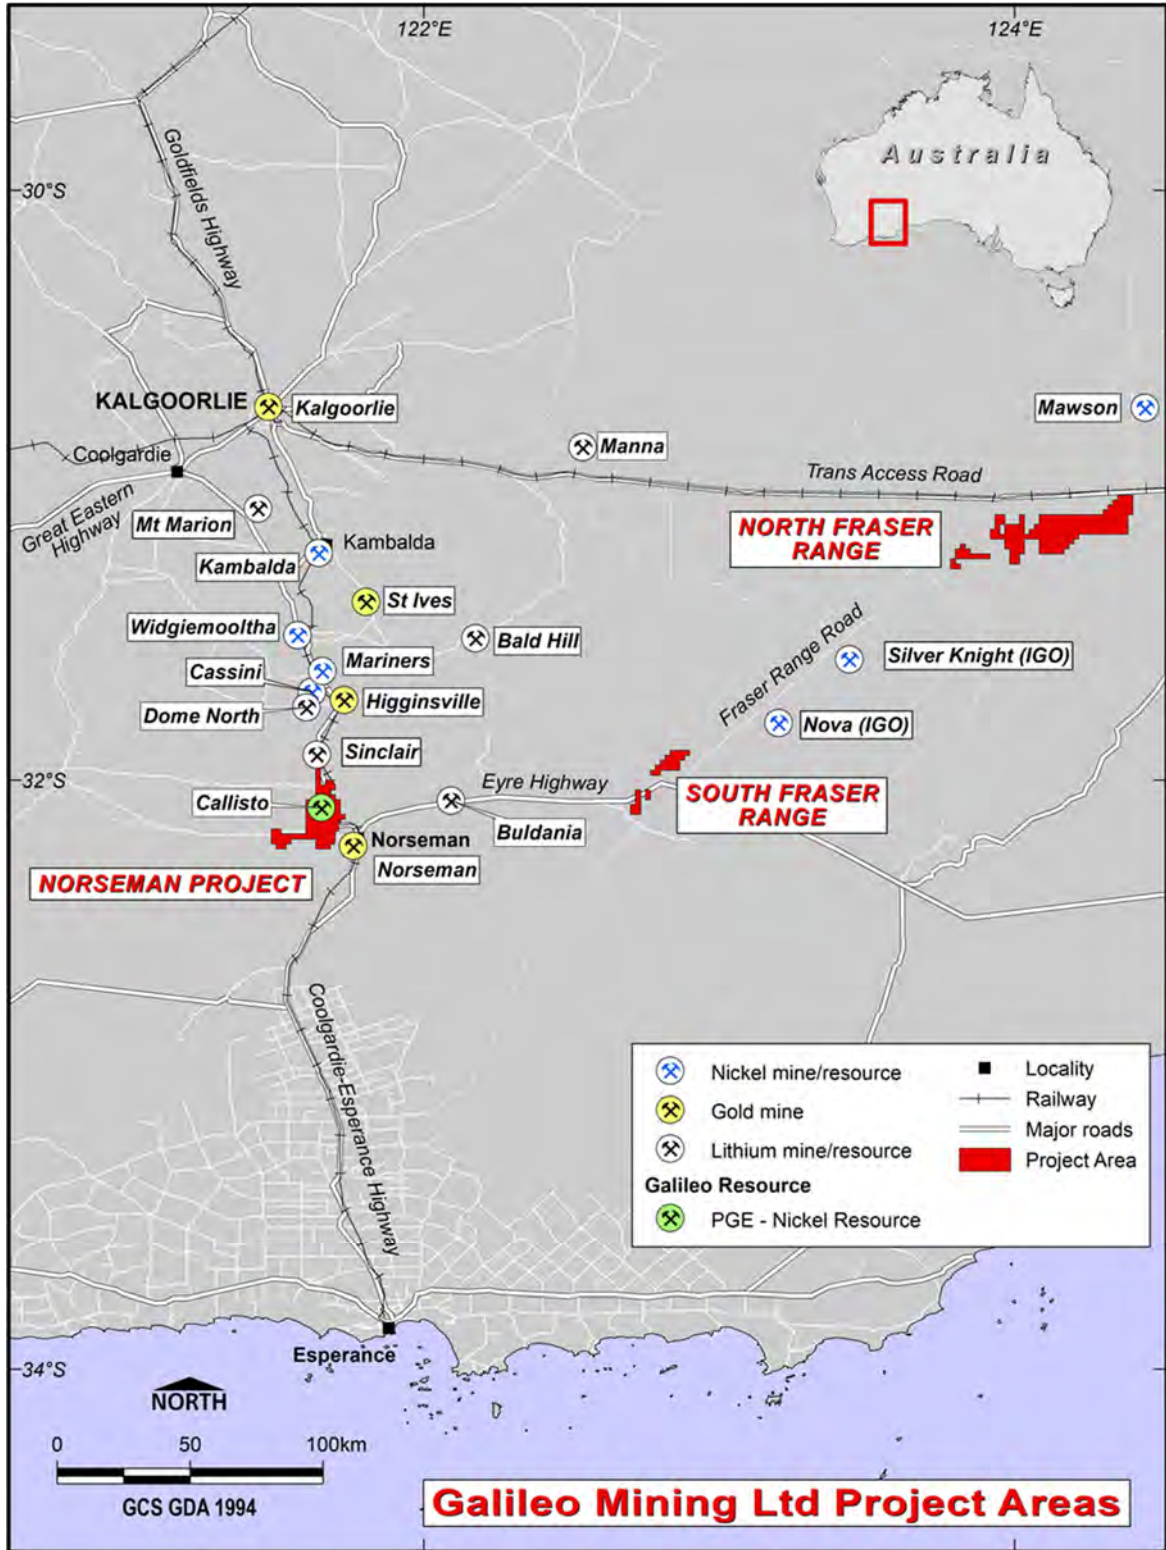 122°E
124°E
Australia
30°S
Goldfields Highway
KALGOORLIE
Kalgoorlie
Mawson
Manna
Coolgardie
Trans Access Road
Great Eastern
Highway
Mt Marion
NORTH FRASER
RANGE
Kambalda
Kambalda
St Ives
Widgiemooltha
Bald Hill
Mariners
Cassini
Silver Knight (IGO)
Fraser Range Road
Higginsville
Dome North
Nova (IGO)
Sinclair
32°S
Eyre Highway
Callisto
SOUTH FRASER
RANGE
Buldania
Norseman
Norseman
NORSEMAN PROJECT
Coolgardie-Esperance Highway
Nickel mine/resource
Gold mine
Lithium mine/resource
Galileo Resource
PGE - Nickel Resource
Locality
Railway
Major roads
Project Area
Esperance
34°S
NORTH
0 50 100km
GCS GDA 1994
Galileo Mining Ltd Project Areas